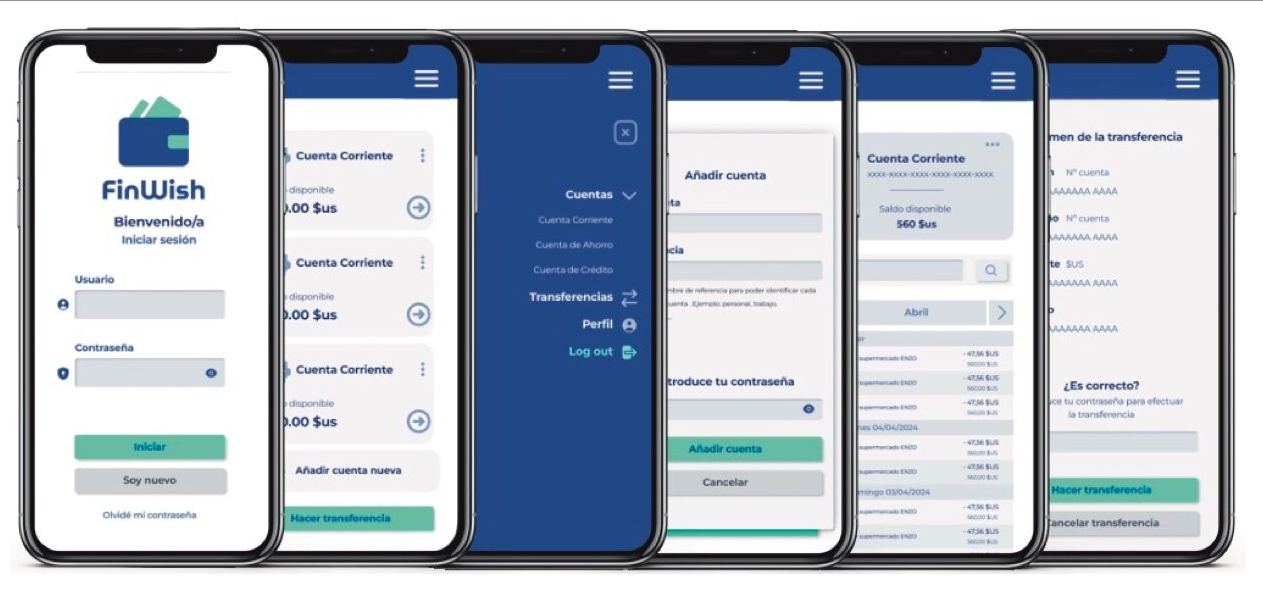 FinWish
Bienvenido/a
Iniciar sesión
Usuario
Contraseña
Iniciar
Soy nuevo
Olvidé mi contraseña
Cuenta Corriente
disponible
.00 $us
Cuenta Corriente
disponible
.00 $us
Cuenta Corriente
disponible
.00 $us
Añadir cuenta nueva
Hacer transferencia
Cuentas
Cuenta Corriente
Cuenta de Ahorro
Cuenta de Crédito
Transferencias
Perfil
Log out
Añadir cuenta
ta
cia
mbre de referencia para poder identificar cada
uenta. Ejemplo: personal, trabajo,
troduce tu contraseña
Añadir cuenta
Cancelar
Cuenta Corriente
XXXX-XXXX-XXXX-XXXX-XXXX-XXXX
Saldo disponible
560 $us
Abril
supermercado ENZO - 47,56 $US
560,00 $US
supermercado ENZO - 47,56 $US
560,00 $US
supermercado ENZO - 47,56 $US
560,00 $US
nes 04/04/2024
supermercado ENZO - 47,56 $US
560,00 $US
supermercado ENZO - 47,56 $US
560,00 $US
mingo 03/04/2024
supermercado ENZO - 47,56 $US
560,00 $US
supermercado ENZO - 47,56 $US
560,00 $US
men de la transferencia
Nº cuenta
AAAAAA AAAA
Nº cuenta
AAAAAA AAAA
te $US
AAAAAA AAAA
AAAAAA AAAA
¿Es correcto?
uce tu contraseña para efectuar
la transferencia
Hacer transferencia
Cancelar transferencia